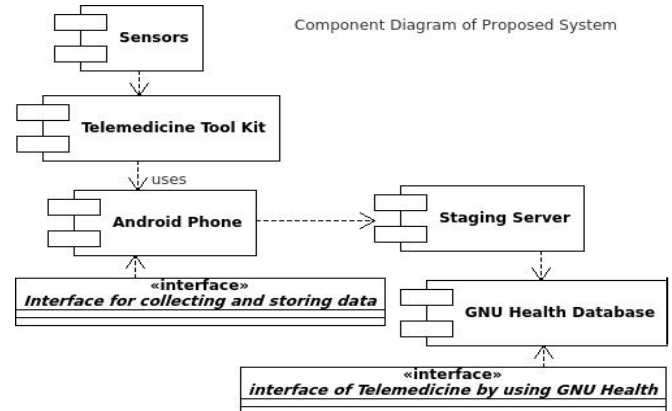 Component Diagram of Proposed System
Sensors
Telemedicine Tool Kit
uses
Android Phone
Staging Server
«interface»
Interface for collecting and storing data
GNU Health Database
«interface»
interface of Telemedicine by using GNU Health